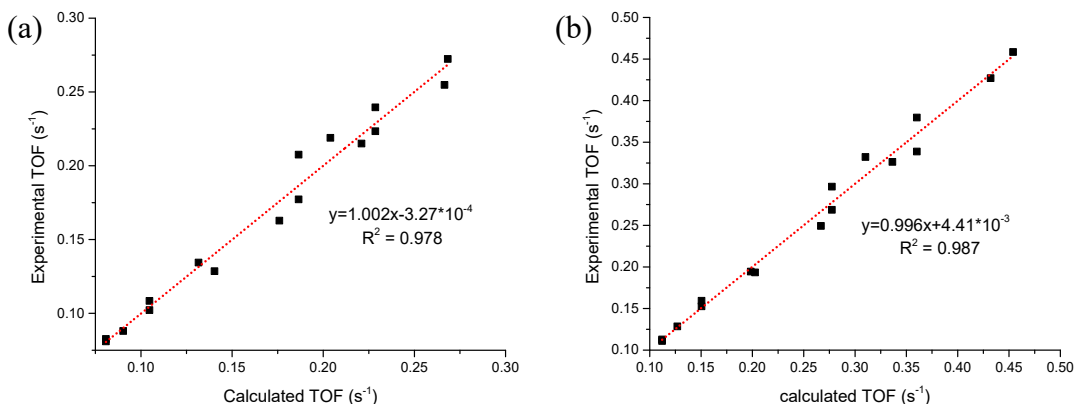 (a)
0.30
0.25
0.20
0.15
0.10
Experimental TOF (s⁻¹)
y=1.002x-3.27*10⁻⁴
R² = 0.978
0.10 0.15 0.20 0.25 0.30
Calculated TOF (s⁻¹)
(b)
0.50
0.45
0.40
0.35
0.30
0.25
0.20
0.15
0.10
Experimental TOF (s⁻¹)
y=0.996x+4.41*10⁻³
R² = 0.987
0.10 0.15 0.20 0.25 0.30 0.35 0.40 0.45 0.50
calculated TOF (s⁻¹)